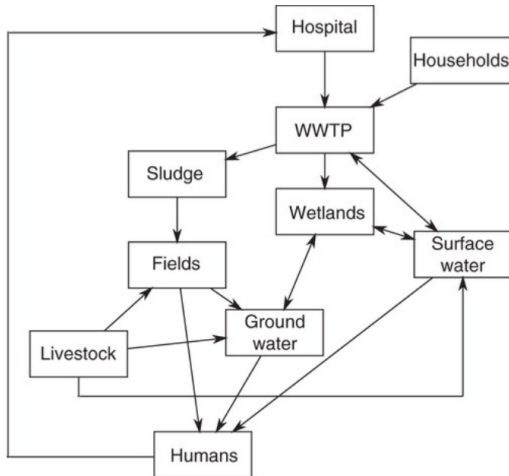 Hospital
Households
WWTP
Sludge
Wetlands
Surface
water
Fields
Ground
water
Livestock
Humans